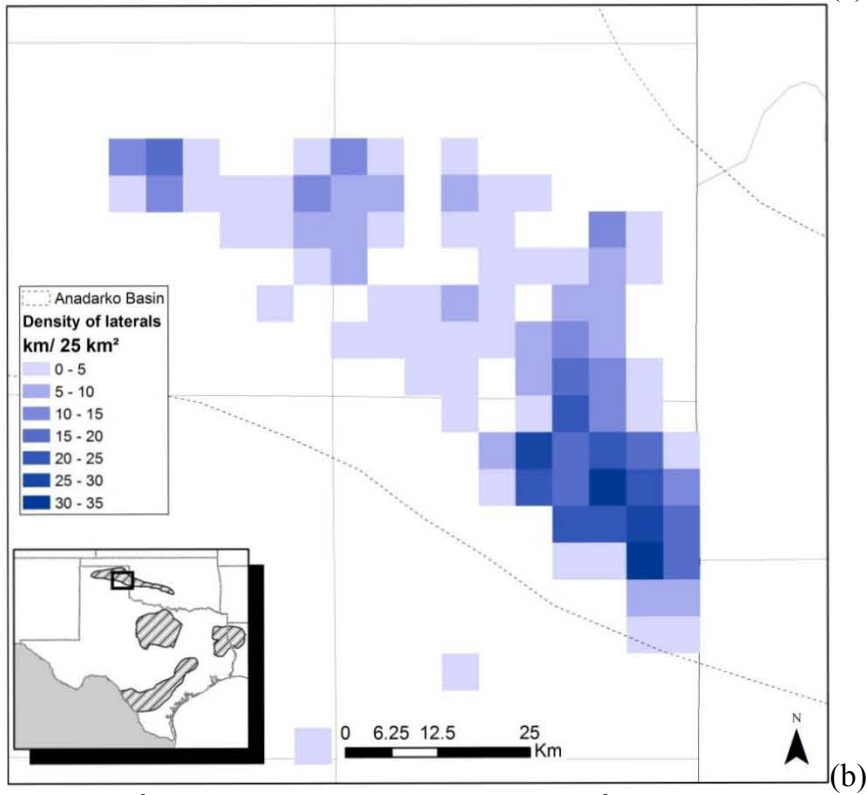 Anadarko Basin
Density of laterals
km/ 25 km²
0 - 5
5 - 10
10 - 15
15 - 20
20 - 25
25 - 30
30 - 35
0 6.25 12.5 25
Km
N
(b)